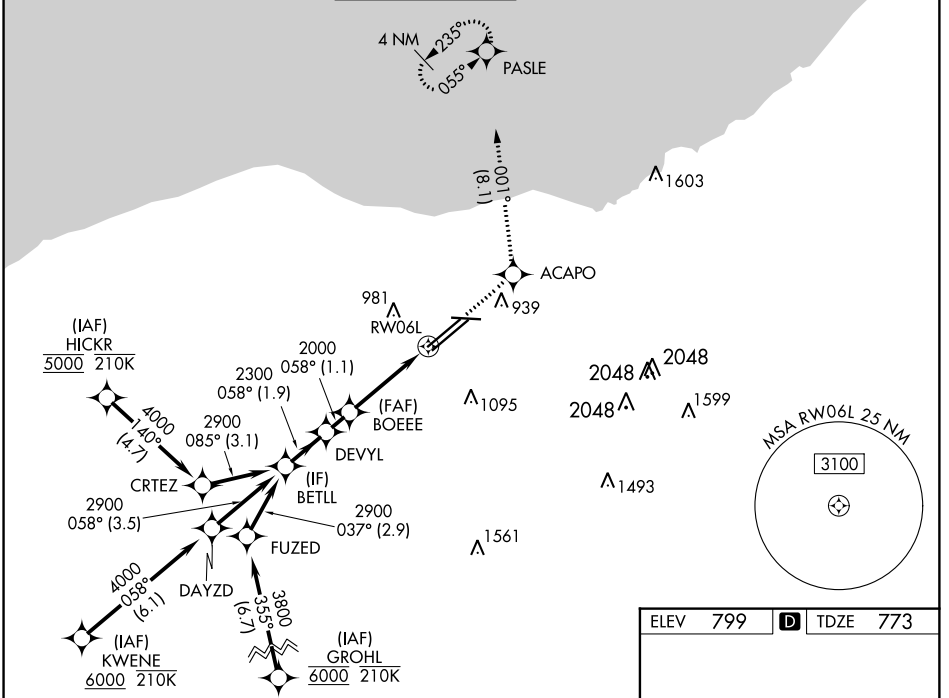 4 NM
235°
055°
PASLE
001°
(8.1)
1603
ACAPO
939
981
RW06L
(IAF)
HICKR
5000 210K
2000
058° (1.1)
2300
058° (1.9)
2048
2048
2048
1599
1095
(FAF)
BOEEE
4000
140°
(4.7)
2900
085° (3.1)
DEVYL
MSA RW06L 25 NM
3100
CRTEZ
(IF)
BETLL
1493
2900
058° (3.5)
2900
037° (2.9)
FUZED
1561
DAYZD
4000
058°
(6.1)
3800
355°
(6.7)
(IAF)
KWENE
6000 210K
(IAF)
GROHL
6000 210K
ELEV 799 D TDZE 773